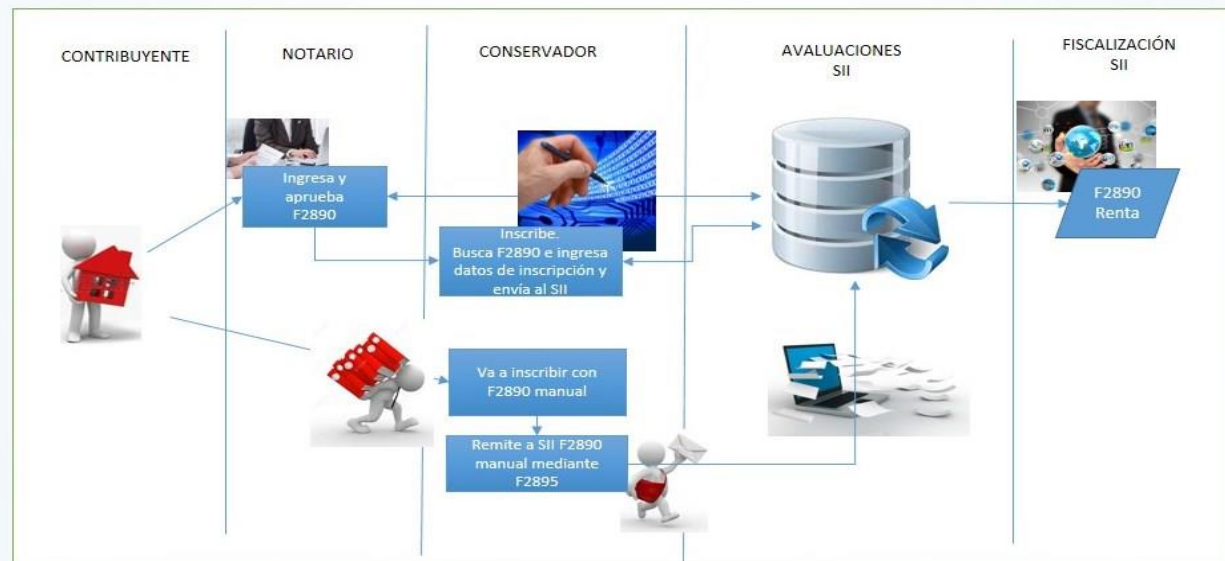 CONTRIBUYENTE
NOTARIO
CONSERVADOR
AVALUACIONES
SII
FISCALIZACIÓN
SII
Ingresa y
aprueba
F2890
Inscribe.
Busca F2890 e ingresa
datos de inscripción y
envía al SII
F2890
Renta
Va a inscribir con
F2890 manual
Remite a SII F2890
manual mediante
F2895